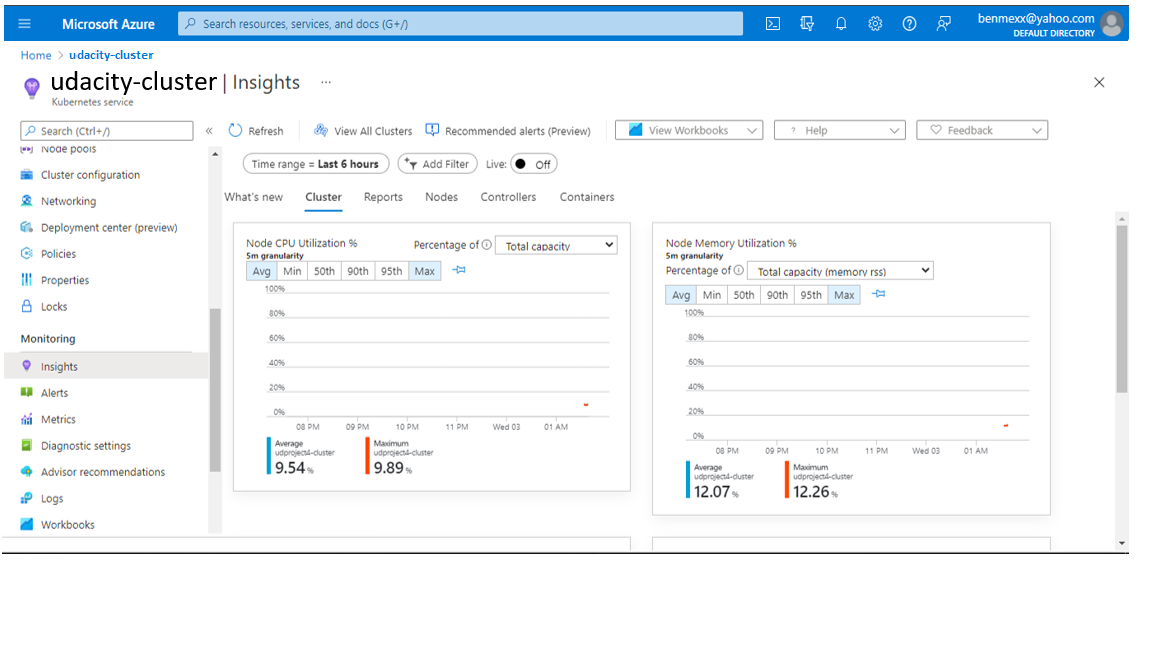 Microsoft Azure
Search resources, services, and docs (G+/)
benmexx@yahoo.com
DEFAULT DIRECTORY
Home > udacity-cluster
udacity-cluster | Insights ...
Kubernetes service
Search (Ctrl+/)
«
Node pools
Cluster configuration
Networking
Deployment center (preview)
Policies
Properties
Locks
Monitoring
Insights
Alerts
Metrics
Diagnostic settings
Advisor recommendations
Logs
Workbooks
Refresh
View All Clusters
Recommended alerts (Preview)
View Workbooks
? Help
Feedback
Time range = Last 6 hours
Add Filter
Live: Off
What's new
Cluster
Reports
Nodes
Controllers
Containers
Node CPU Utilization %
5m granularity
Percentage of Total capacity
Avg Min 50th 90th 95th Max
100%
80%
60%
40%
20%
0%
08 PM 09 PM 10 PM 11 PM Wed 03 01 AM
Average
udproject4-cluster
9.54 %
Maximum
udproject4-cluster
9.89 %
Node Memory Utilization %
5m granularity
Percentage of Total capacity (memory rss)
Avg Min 50th 90th 95th Max
100%
80%
60%
40%
20%
0%
08 PM 09 PM 10 PM 11 PM Wed 03 01 AM
Average
udproject4-cluster
12.07 %
Maximum
udproject4-cluster
12.26 %